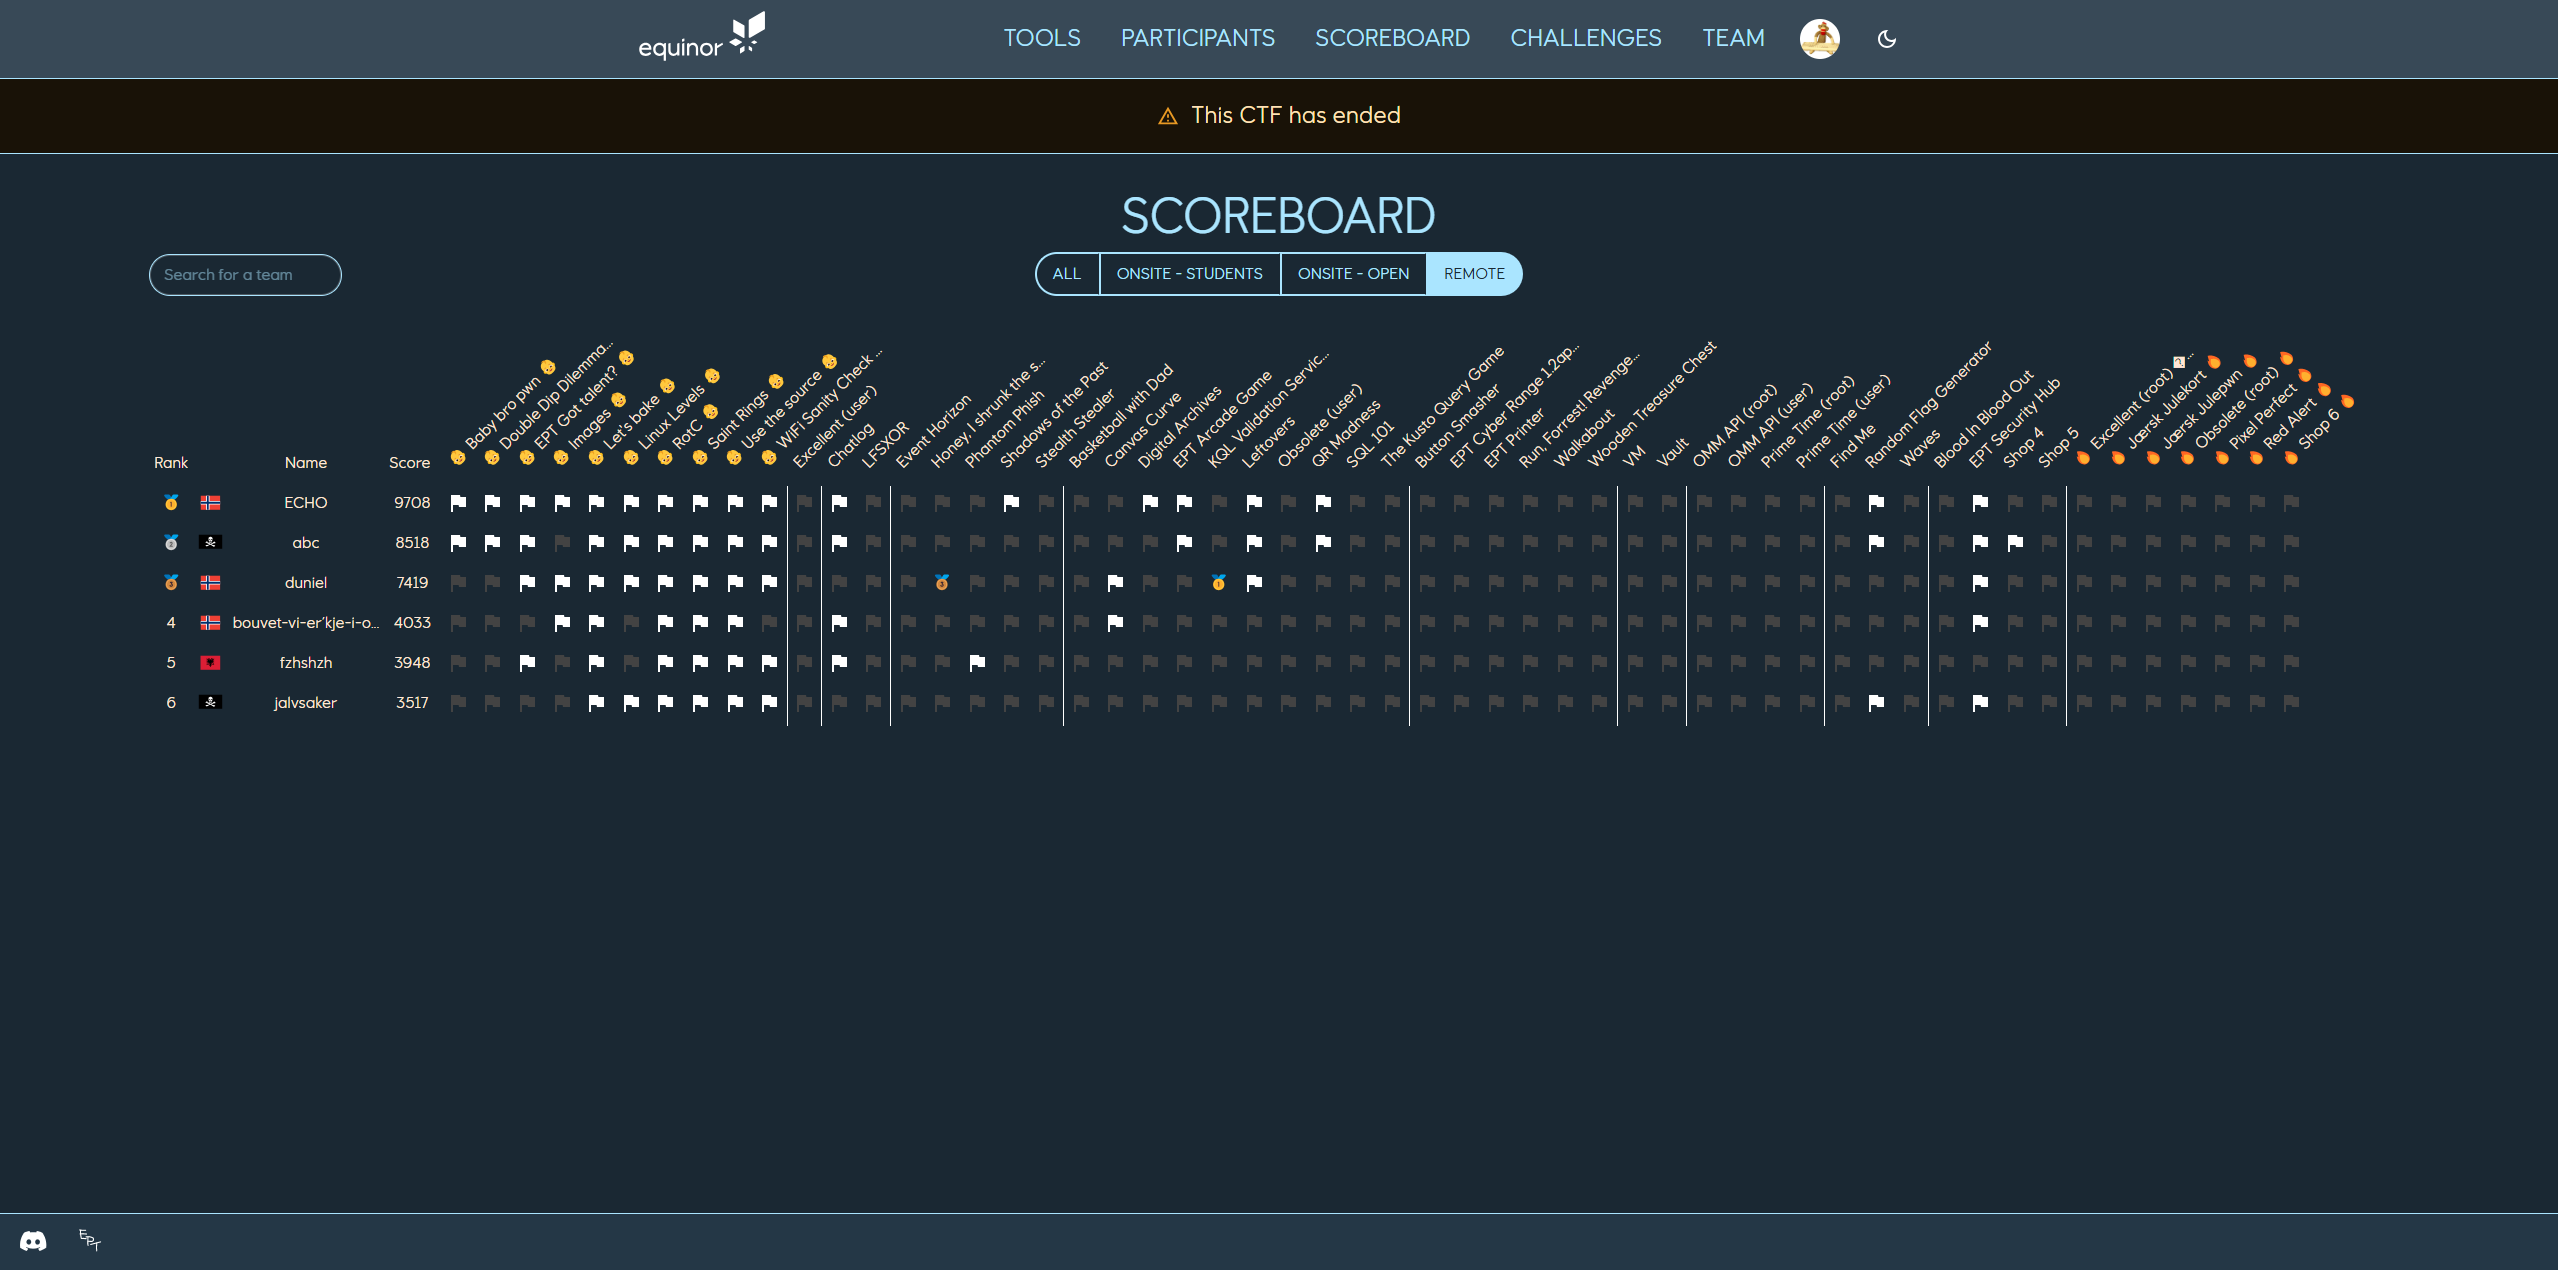 equinor
TOOLS PARTICIPANTS SCOREBOARD CHALLENGES TEAM
This CTF has ended
SCOREBOARD
Search for a team
ALL ONSITE - STUDENTS ONSITE - OPEN REMOTE
Rank Name Score
Baby bro pwn
Double Dip Dilemma...
EPT Got talent?
Images
Let's bake
Linux Levels
RotC
Saint Rings
Use the source
WiFi Sanity Check ...
Excellent (user)
Chatlog
LFSXOR
Event Horizon
Honey, I shrunk the s...
Phantom Phish
Shadows of the Past
Stealth Stealer
Basketball with Dad
Canvas Curve
Digital Archives
EPT Arcade Game
KQL Validation Servic...
Leftovers
Obsolete (user)
QR Madness
SQL 101
The Kusto Query Game
Button Smasher
EPT Cyber Range 1.2ap...
EPT Printer
Run, Forrest! Revenge...
Walkabout
Wooden Treasure Chest
VM
Vault
OMM API (root)
OMM API (user)
Prime Time (root)
Prime Time (user)
Find Me
Random Flag Generator
Waves
Blood In Blood Out
EPT Security Hub
Shop 4
Shop 5
Excellent (root) ...
Jærsk Julekort
Jærsk Julepwn
Obsolete (root)
Pixel Perfect
Red Alert
Shop 6
ECHO 9708
abc 8518
duniel 7419
4 bouvet-vi-er'kje-i-o... 4033
5 fzhshzh 3948
6 jalvsaker 3517
EPT